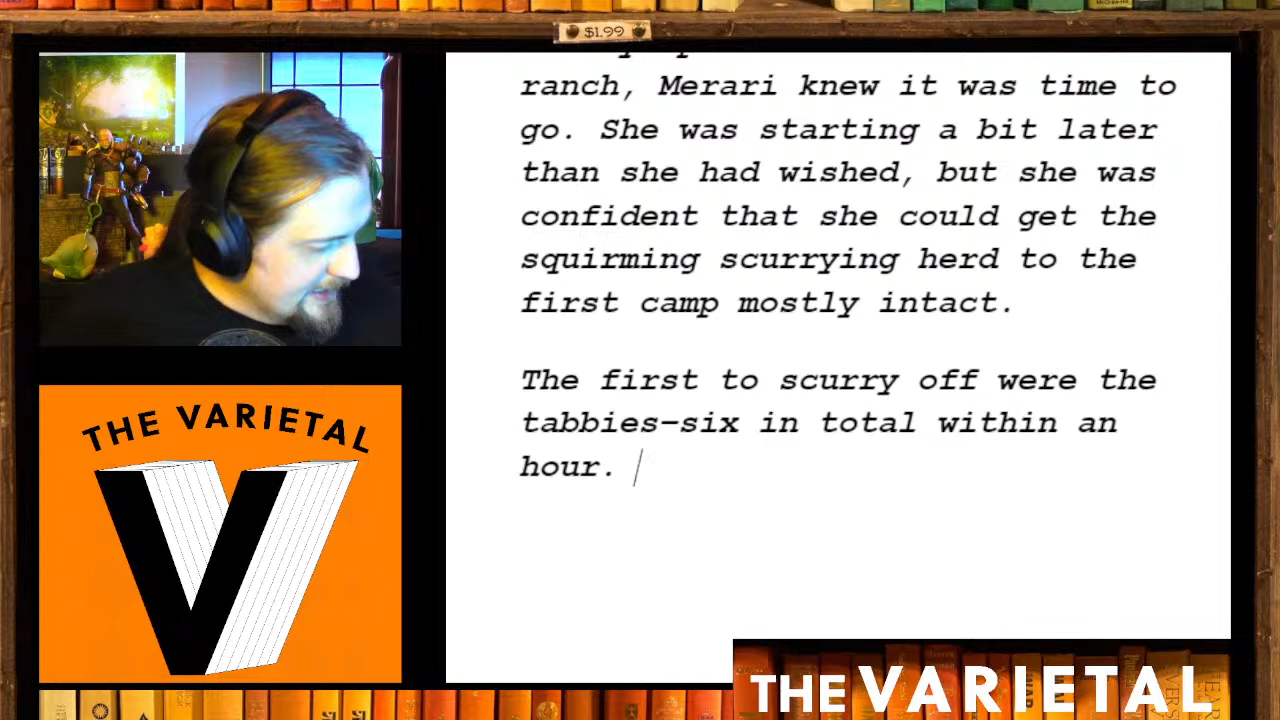 $1.99
ranch, Merari knew it was time to
go. She was starting a bit later
than she had wished, but she was
confident that she could get the
squirming scurrying herd to the
first camp mostly intact.
The first to scurry off were the
tabbies-six in total within an
hour.
THE VARIETAL
V
THE VARIETAL